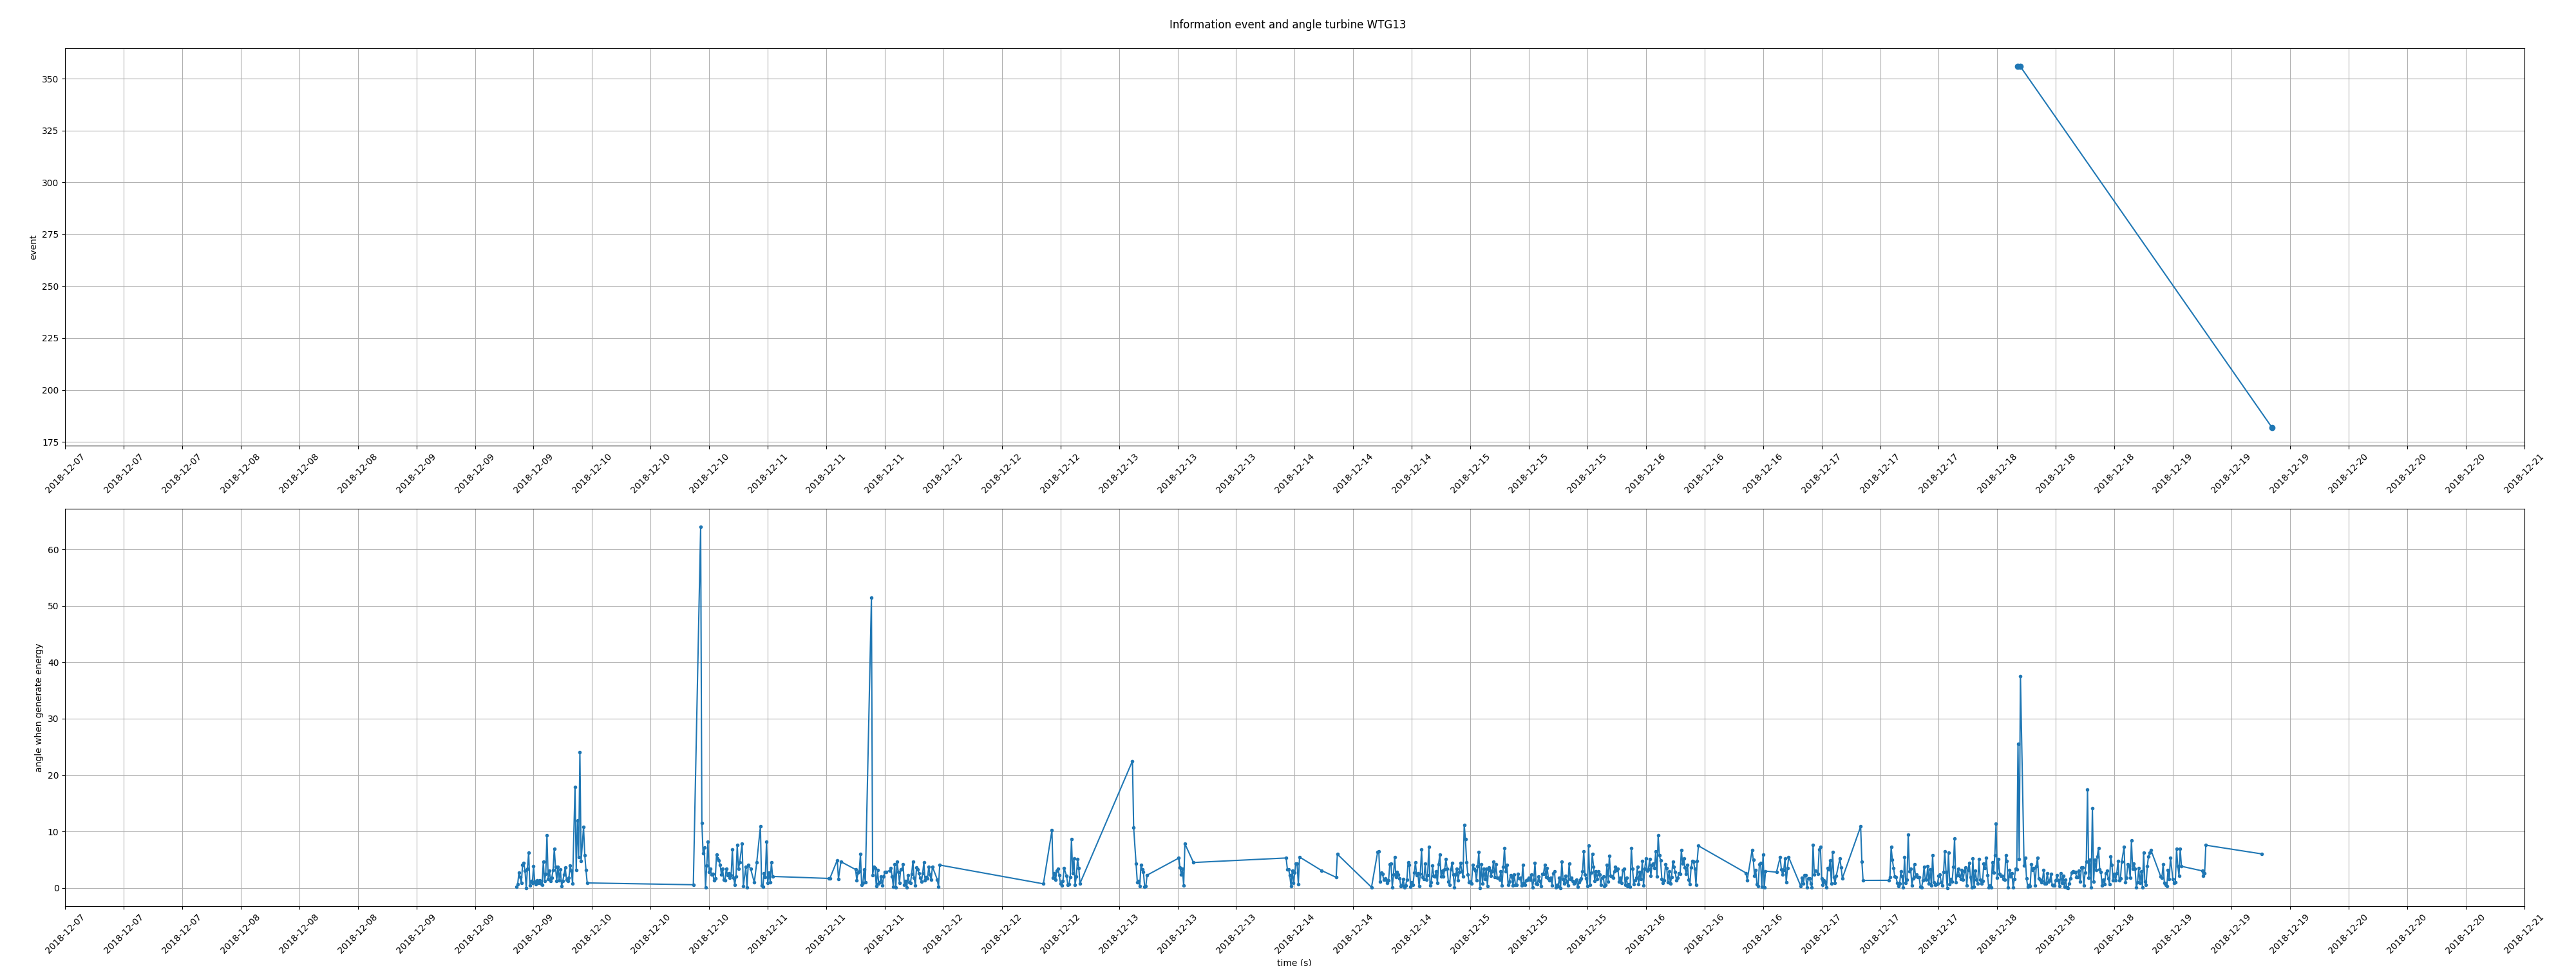 Information event and angle turbine WTG13
event
350
325
300
275
250
225
200
175
2018-12-07 2018-12-07 2018-12-07 2018-12-08 2018-12-08 2018-12-08 2018-12-09 2018-12-09 2018-12-09 2018-12-10 2018-12-10 2018-12-10 2018-12-11 2018-12-11 2018-12-11 2018-12-12 2018-12-12 2018-12-12 2018-12-13 2018-12-13 2018-12-13 2018-12-14 2018-12-14 2018-12-14 2018-12-15 2018-12-15 2018-12-15 2018-12-16 2018-12-16 2018-12-16 2018-12-17 2018-12-17 2018-12-17 2018-12-18 2018-12-18 2018-12-18 2018-12-19 2018-12-19 2018-12-19 2018-12-20 2018-12-20 2018-12-20 2018-12-21
angle when generate energy
60
50
40
30
20
10
0
2018-12-07 2018-12-07 2018-12-07 2018-12-08 2018-12-08 2018-12-08 2018-12-09 2018-12-09 2018-12-09 2018-12-10 2018-12-10 2018-12-10 2018-12-11 2018-12-11 2018-12-11 2018-12-12 2018-12-12 2018-12-12 2018-12-13 2018-12-13 2018-12-13 2018-12-14 2018-12-14 2018-12-14 2018-12-15 2018-12-15 2018-12-15 2018-12-16 2018-12-16 2018-12-16 2018-12-17 2018-12-17 2018-12-17 2018-12-18 2018-12-18 2018-12-18 2018-12-19 2018-12-19 2018-12-19 2018-12-20 2018-12-20 2018-12-20 2018-12-21
time (s)